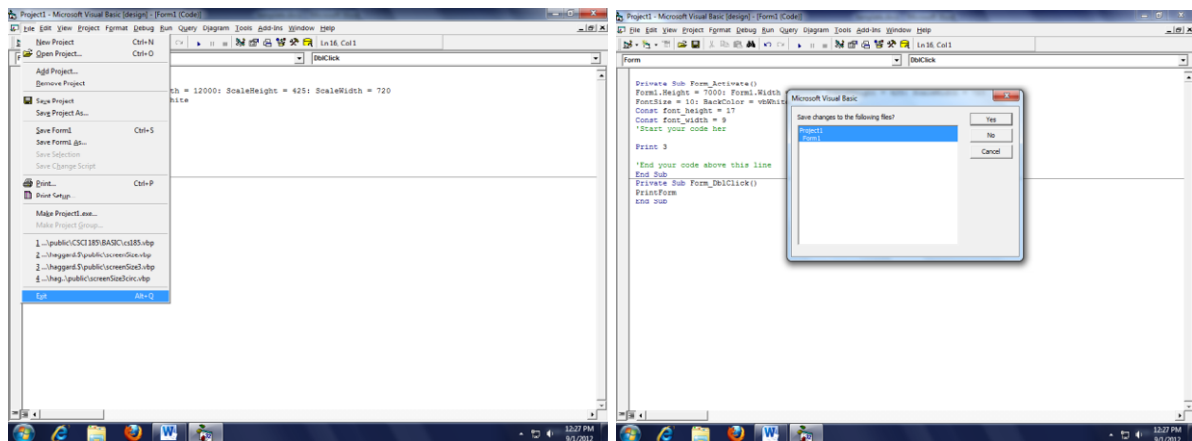 Project1 - Microsoft Visual Basic [design] - [Form1 (Code)]
File Edit View Project Format Debug Run Query Diagram Tools Add-Ins Window Help
Ln 16, Col 1
DblClick
New Project Ctrl+N
Open Project... Ctrl+O
Add Project...
Remove Project
Save Project
Save Project As...
Save Form1 Ctrl+S
Save Form1 As...
Save Selection
Save Change Script
Print... Ctrl+P
Print Setup...
Make Project1.exe...
Make Project Group...
1 ...\public\CSCI 185\BASIC\cs185.vbp
2 ...\haggard.S\public\screenSize.vbp
3 ...\haggard.S\public\screenSize3.vbp
4 ...\hag..\public\screenSize3circ.vbp
Exit Alt+Q
th = 12000: ScaleHeight = 425: ScaleWidth = 720
hite
12:27 PM
9/1/2012
Project1 - Microsoft Visual Basic [design] - [Form1 (Code)]
File Edit View Project Format Debug Run Query Diagram Tools Add-Ins Window Help
Ln 16, Col 1
Form
DblClick
Private Sub Form_Activate()
Form1.Height = 7000: Form1.Width
FontSize = 10: BackColor = vbWhite
Const font_height = 17
Const font_width = 9
'Start your code her
Print 3
'End your code above this line
End Sub
Private Sub Form_DblClick()
PrintForm
End Sub
Microsoft Visual Basic
Save changes to the following files?
Project1
Form1
Yes
No
Cancel
12:27 PM
9/1/2012